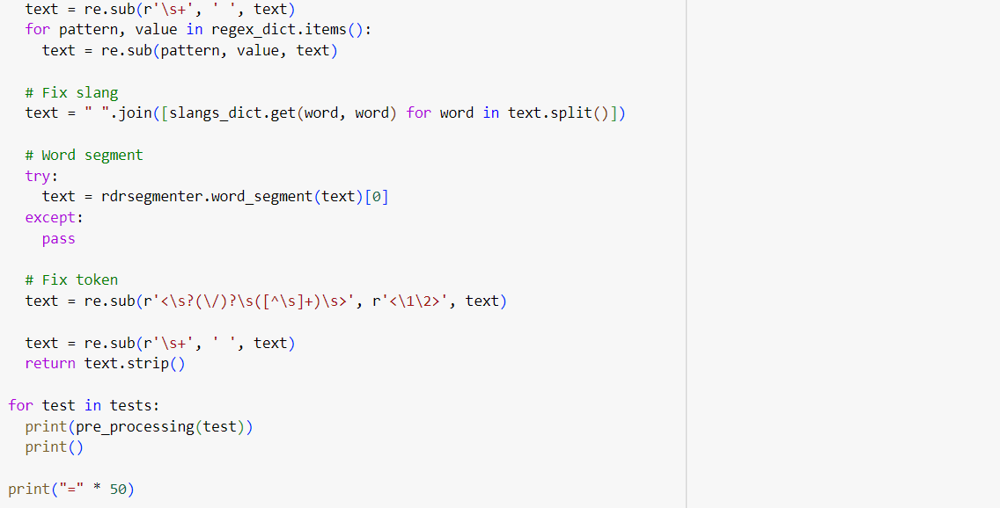 text = re.sub(r'\s+', ' ', text)
for pattern, value in regex_dict.items():
text = re.sub(pattern, value, text)
# Fix slang
text = " ".join([slangs_dict.get(word, word) for word in text.split()])
# Word segment
try:
text = rdrsegmenter.word_segment(text)[0]
except:
pass
# Fix token
text = re.sub(r'<\s?(\/)?\s([^\s]+)\s>', r'<\1\2>', text)
text = re.sub(r'\s+', ' ', text)
return text.strip()
for test in tests:
print(pre_processing(test))
print()
print("=" * 50)